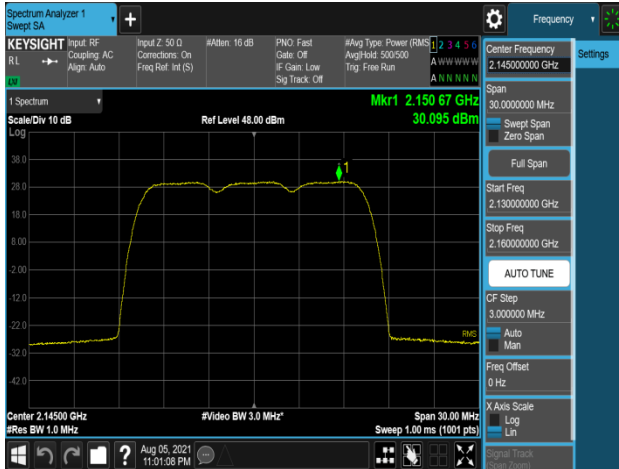 Spectrum Analyzer 1
Swept SA
+
Frequency
KEYSIGHT
RL
LU
Input: RF
Coupling: AC
Align: Auto
Input Z: 50 Ω
Corrections: On
Freq Ref: Int (S)
#Atten: 16 dB
PNO: Fast
Gate: Off
IF Gain: Low
Sig Track: Off
#Avg Type: Power (RMS
Avg|Hold: 500/500
Trig: Free Run
1 2 3 4 5 6
A W W W W W
A N N N N N
1 Spectrum
Scale/Div 10 dB
Log
Ref Level 48.00 dBm
Mkr1 2.150 67 GHz
30.095 dBm
38.0
28.0
18.0
8.00
-2.00
-12.0
-22.0
-32.0
-42.0
1
RMS
Center 2.14500 GHz
#Res BW 1.0 MHz
#Video BW 3.0 MHz*
Span 30.00 MHz
Sweep 1.00 ms (1001 pts)
?
Aug 05, 2021
11:01:08 PM
Center Frequency
2.145000000 GHz
Settings
Span
30.0000000 MHz
Swept Span
Zero Span
Full Span
Start Freq
2.130000000 GHz
Stop Freq
2.160000000 GHz
AUTO TUNE
CF Step
3.000000 MHz
Auto
Man
Freq Offset
0 Hz
X Axis Scale
Log
Lin
Signal Track
(Span Zoom)